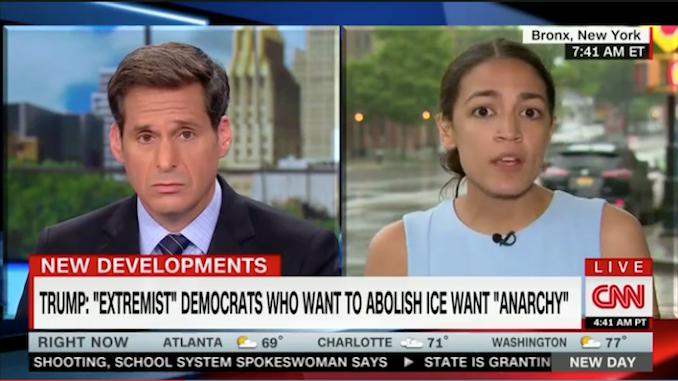 Bronx, New York
7:41 AM ET
NEW DEVELOPMENTS
LIVE
TRUMP: "EXTREMIST" DEMOCRATS WHO WANT TO ABOLISH ICE WANT "ANARCHY"
CNN
4:41 AM PT
RIGHT NOW ATLANTA 69° CHARLOTTE 71° WASHINGTON 77°
SHOOTING, SCHOOL SYSTEM SPOKESWOMAN SAYS ► STATE IS GRANTIN
NEW DAY